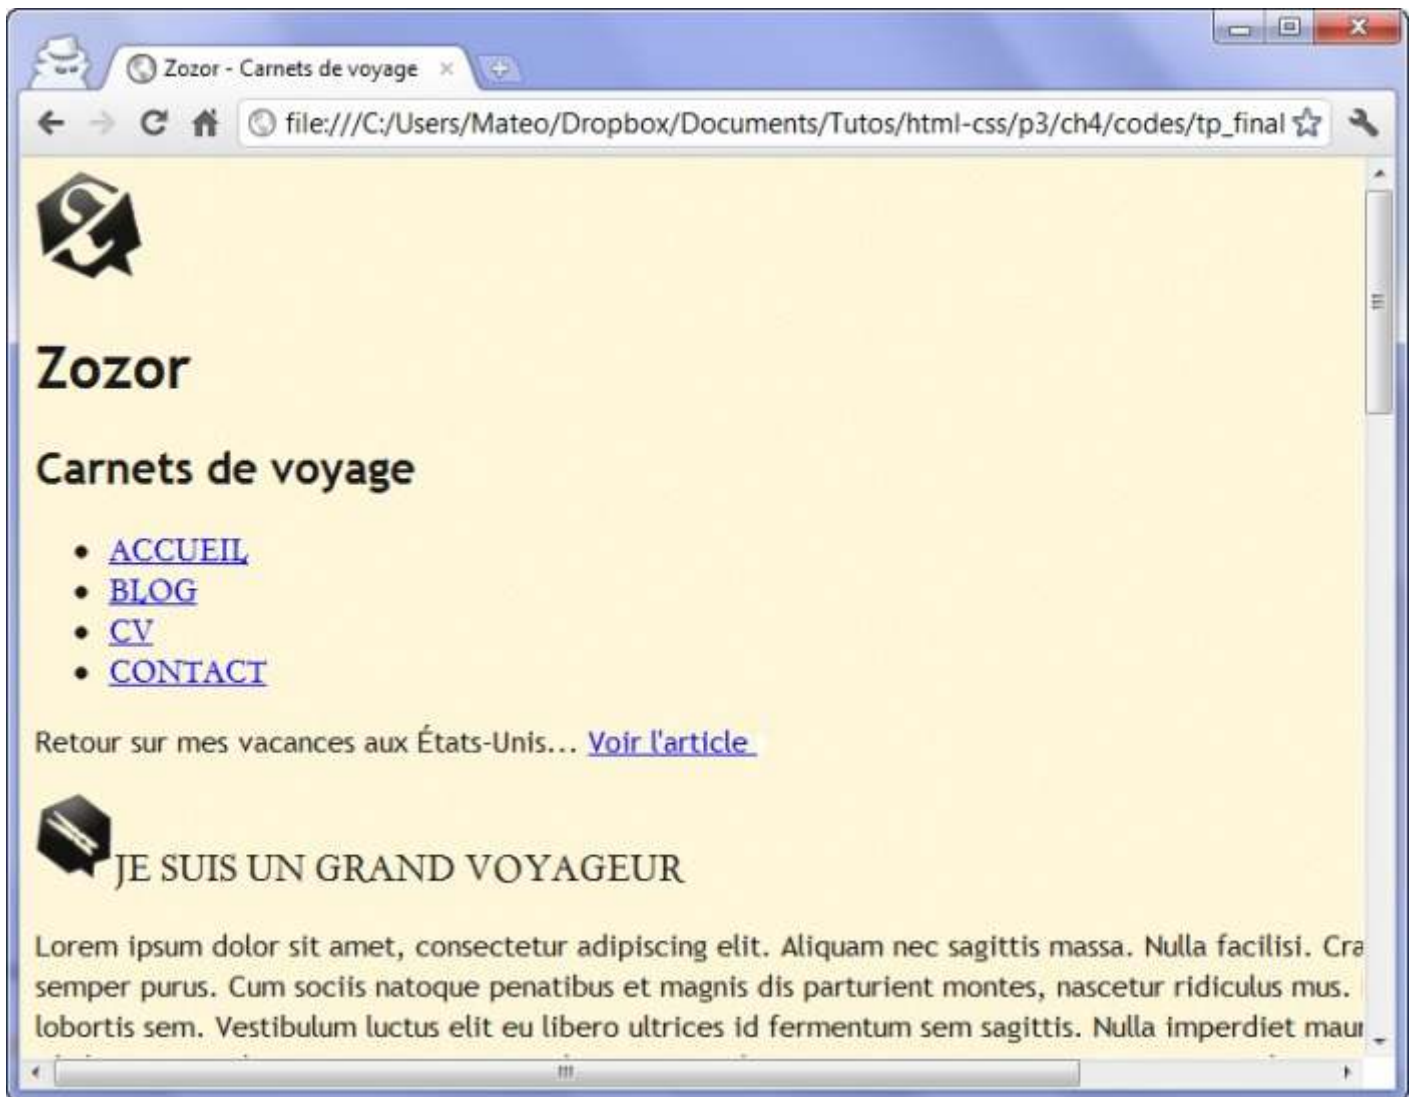 Zozor - Carnets de voyage
file:///C:/Users/Mateo/Dropbox/Documents/Tutos/html-css/p3/ch4/codes/tp_final
Zozor
Carnets de voyage
• ACCUEIL
• BLOG
• CV
• CONTACT
Retour sur mes vacances aux États-Unis... Voir l'article
JE SUIS UN GRAND VOYAGEUR
Lorem ipsum dolor sit amet, consectetur adipiscing elit. Aliquam nec sagittis massa. Nulla facilisi. Cra
semper purus. Cum sociis natoque penatibus et magnis dis parturient montes, nascetur ridiculus mus.
lobortis sem. Vestibulum luctus elit eu libero ultrices id fermentum sem sagittis. Nulla imperdiet maur